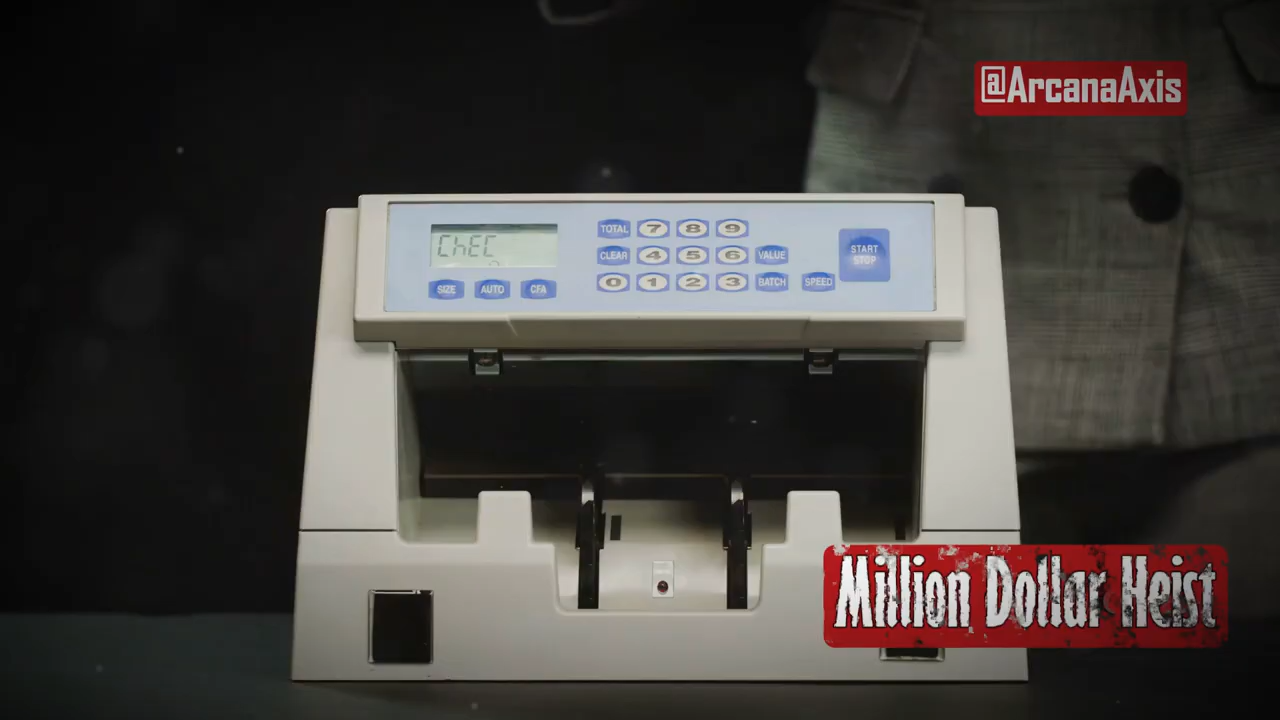 @ArcanaAxis
ChEC
TOTAL 7 8 9
CLEAR 4 5 6 VALUE
START
STOP
SIZE AUTO CFA
0 1 2 3 BATCH SPEED
Million Dollar Heist